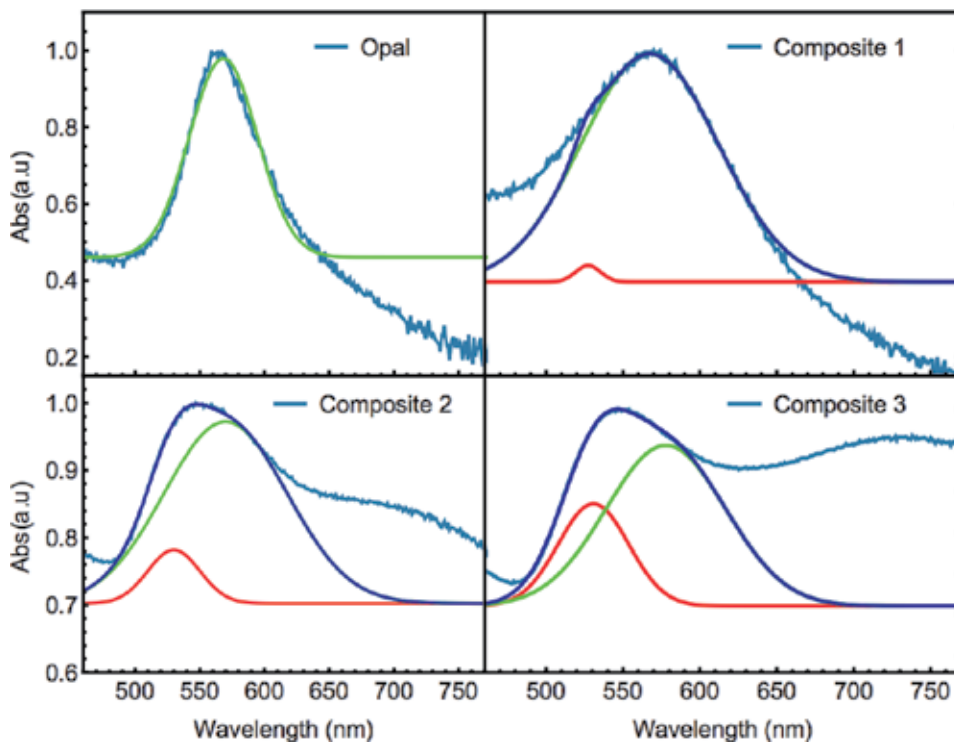 Opal
Composite 1
1.0
0.8
0.6
0.4
0.2
Abs(a.u)
Composite 2
Composite 3
1.0
0.9
0.8
0.7
0.6
Abs(a.u)
500 550 600 650 700 750
500 550 600 650 700 750
Wavelength (nm)
Wavelength (nm)